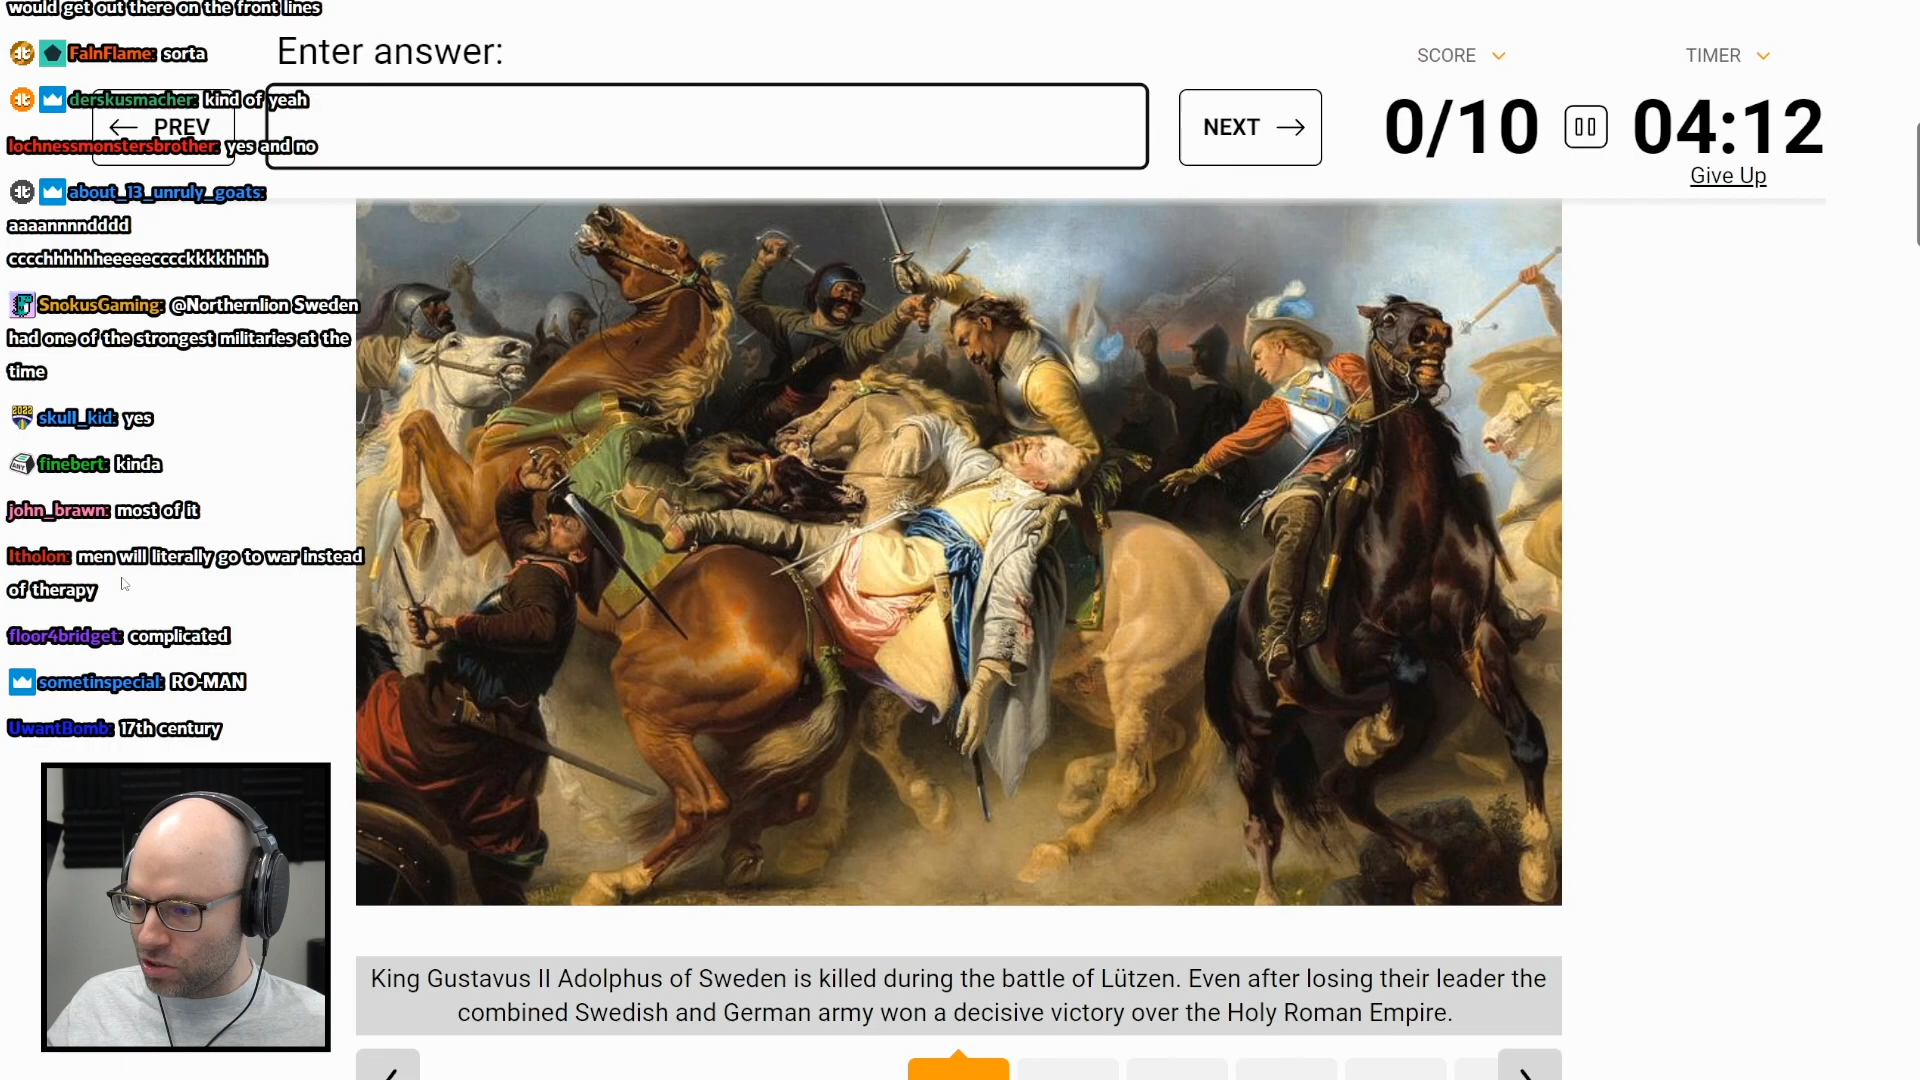 would get out there on the front lines
FalnFlame: sorta
derskusmacher: kind of yeah
lochnessmonstersbrother: yes and no
about_13_unruly_goats:
aaaannnndddd
cccchhhhhheeeeecccckkkkhhhh
SnokusGaming: @Northernlion Sweden
had one of the strongest militaries at the
time
skull_kid: yes
finebert: kinda
john_brawn: most of it
Itholon: men will literally go to war instead
of therapy
floor4bridget: complicated
sometinspecial: RO-MAN
UwantBomb: 17th century
Enter answer:
← PREV
NEXT →
SCORE
0/10
TIMER
04:12
Give Up
King Gustavus II Adolphus of Sweden is killed during the battle of Lützen. Even after losing their leader the
combined Swedish and German army won a decisive victory over the Holy Roman Empire.